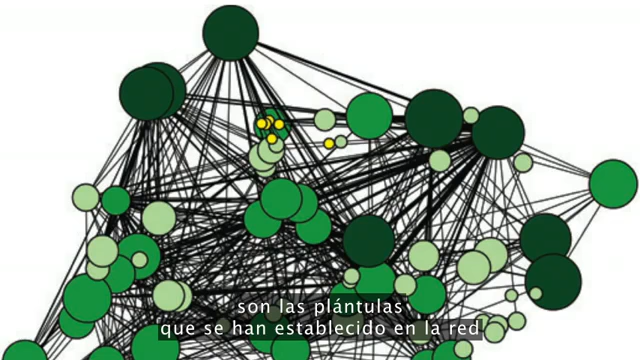 son las plántulas
que se han establecido en la red